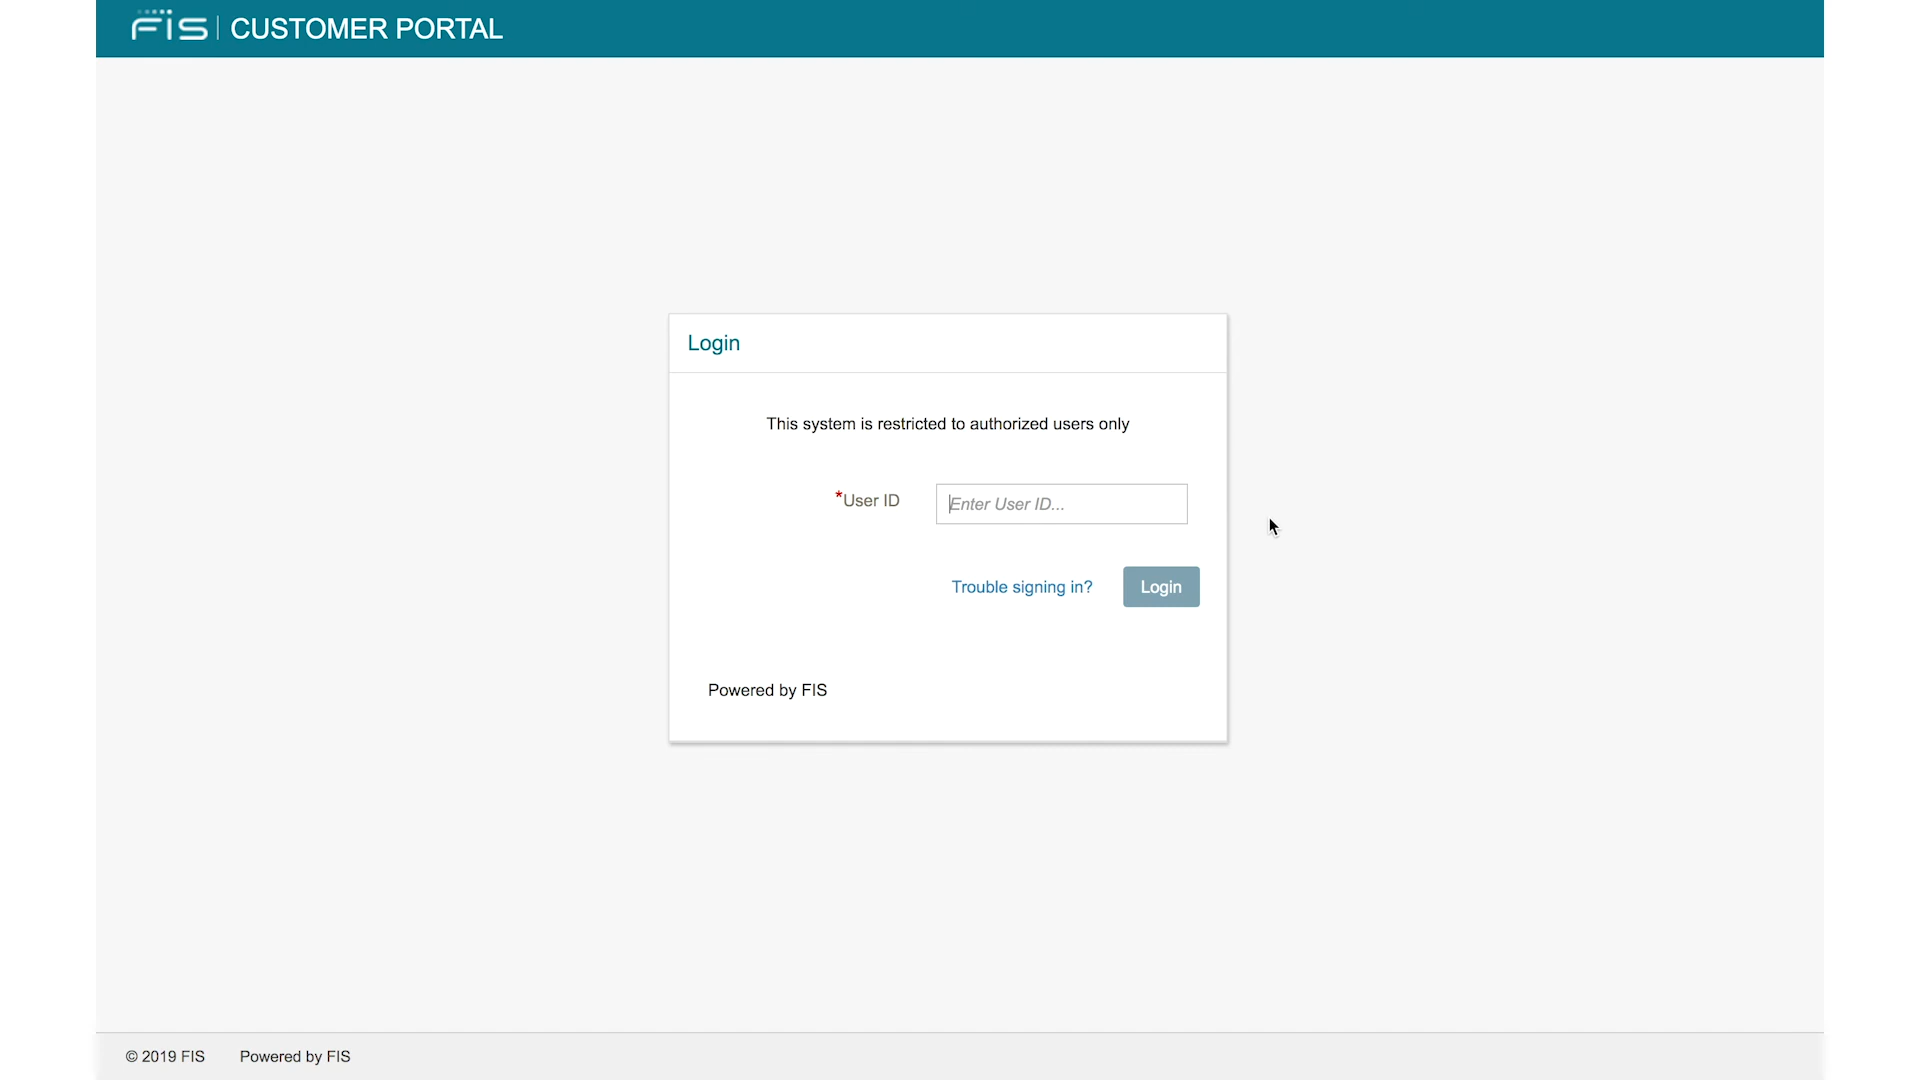 FIS | CUSTOMER PORTAL
Login
This system is restricted to authorized users only
*User ID
Enter User ID...
Trouble signing in?
Login
Powered by FIS
© 2019 FIS Powered by FIS